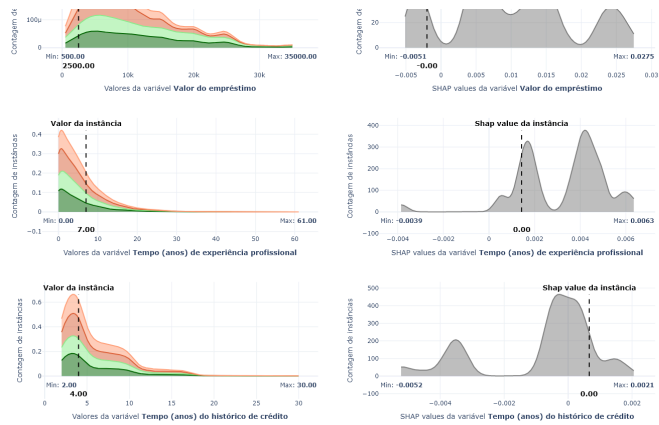 Contagem de
100μ
0
Min: 500.00
Max: 35000.00
0
10k
20k
30k
2500.00
Valores da variável Valor do empréstimo
Contagem de
20
0
Min: -0.0051
Max: 0.0275
−0.005
0
0.005
0.01
0.015
0.02
0.025
0.03
-0.00
SHAP values da variável Valor do empréstimo
Valor da instância
Contagem de instâncias
0.4
0.3
0.2
0.1
0
−0.1
Min: 0.00
Max: 61.00
7.00
0
10
20
30
40
50
60
Valores da variável Tempo (anos) de experiência profissional
Shap value da instância
Contagem de instâncias
400
300
200
100
0
−100
Min: -0.0039
Max: 0.0063
0.00
−0.004
−0.002
0
0.002
0.004
0.006
SHAP values da variável Tempo (anos) de experiência profissional
Valor da instância
Contagem de instâncias
0.6
0.4
0.2
0
Min: 2.00
Max: 30.00
4.00
0
5
10
15
20
25
30
Valores da variável Tempo (anos) do histórico de crédito
Shap value da instância
Contagem de instâncias
500
400
300
200
100
0
−100
Min: -0.0052
Max: 0.0021
0.00
−0.004
−0.002
0
0.002
SHAP values da variável Tempo (anos) do histórico de crédito